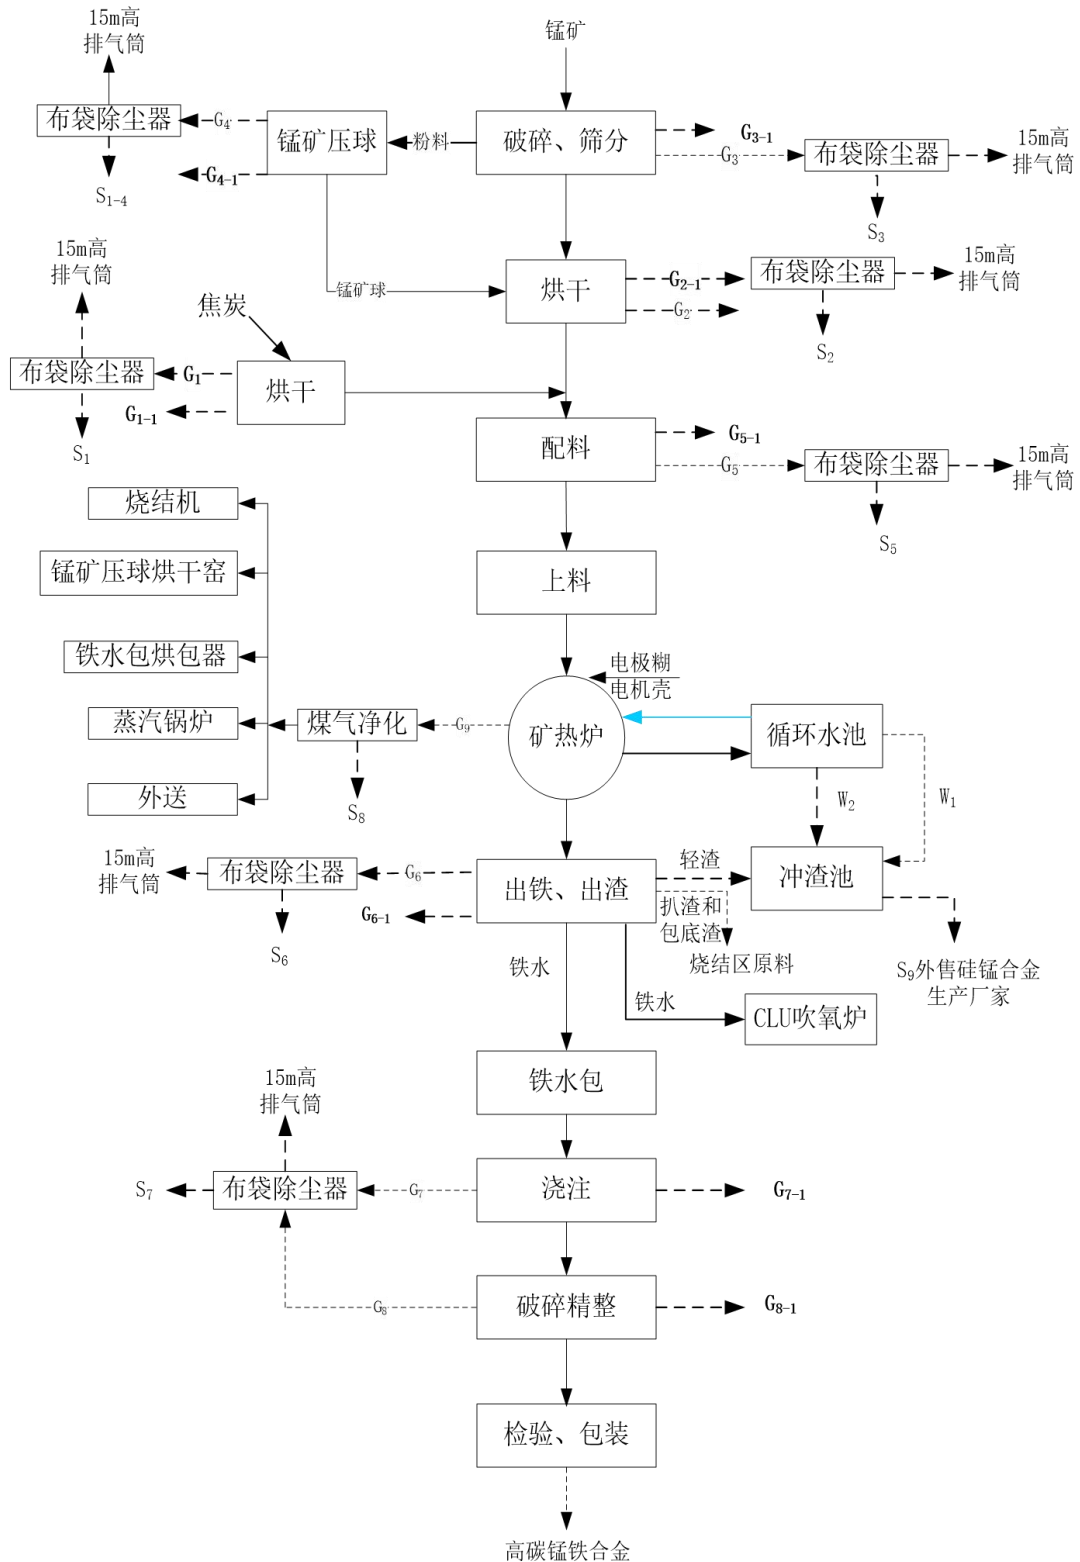 锰矿
15m高
排气筒
布袋除尘器
G4
锰矿压球
粉料
破碎、筛分
G3-1
G3
布袋除尘器
15m高
排气筒
G4-1
S1-4
S3
15m高
排气筒
锰矿球
烘干
G2-1
G2
布袋除尘器
15m高
排气筒
S2
焦炭
布袋除尘器
G1
烘干
G1-1
S1
配料
G5-1
G5
布袋除尘器
15m高
排气筒
S5
烧结机
锰矿压球烘干窑
上料
铁水包烘包器
电极糊
电机壳
蒸汽锅炉
煤气净化
G9
矿热炉
循环水池
外送
S8
W2
W1
15m高
排气筒
布袋除尘器
G6
出铁、出渣
轻渣
冲渣池
G6-1
扒渣和
包底渣
S6
铁水
烧结区原料
S9外售硅锰合金
生产厂家
铁水
CLU吹氧炉
铁水包
15m高
排气筒
S7
布袋除尘器
G7
浇注
G7-1
G8
破碎精整
G8-1
检验、包装
高碳锰铁合金